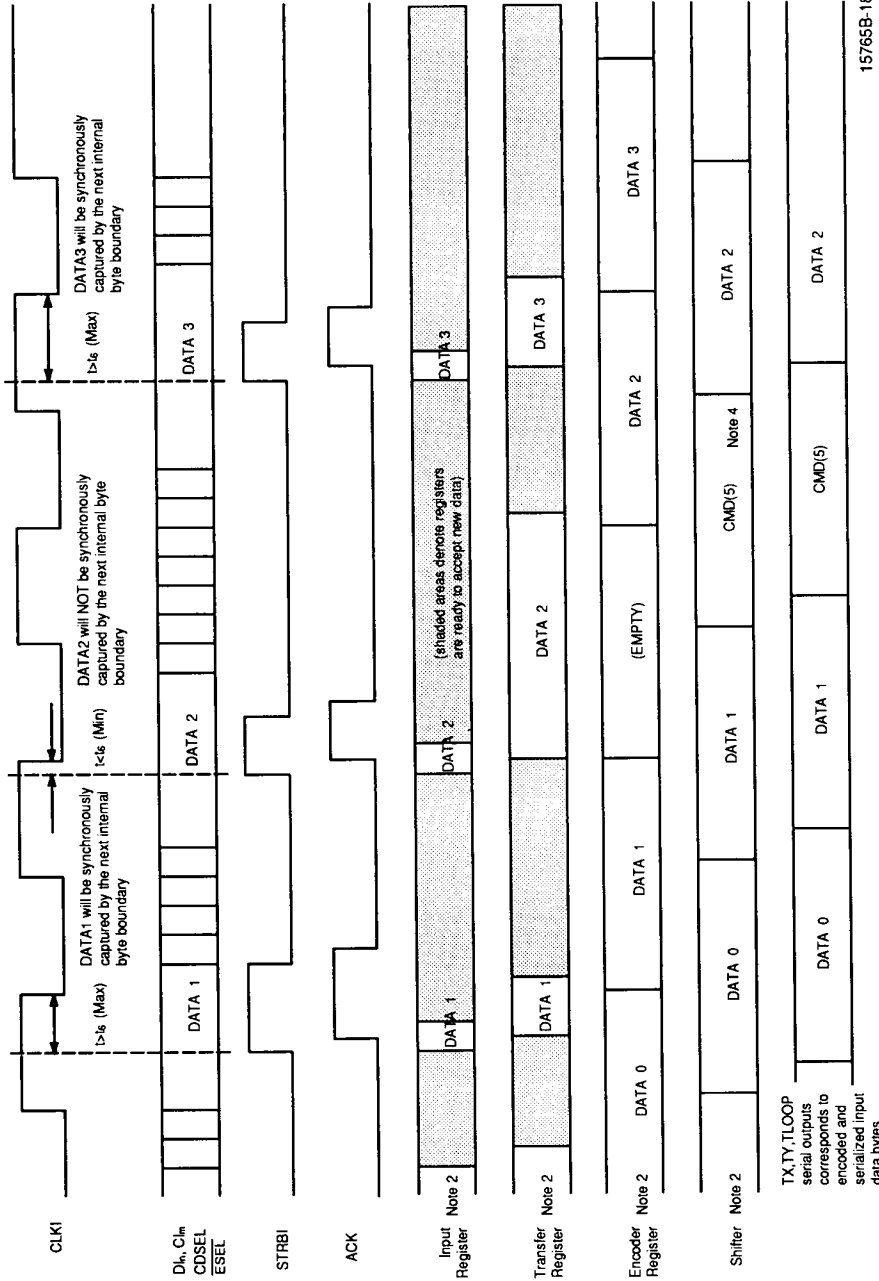 CLKI
t>t₆ (Max)
DATA1 will be synchronously
captured by the next internal
byte boundary
t<t₆ (Min)
DATA2 will NOT be synchronously
captured by the next internal byte
boundary
t>t₆ (Max)
DATA3 will be synchronously
captured by the next internal
byte boundary
DIₙ, CIₘ
CDSEL
ESEL
DATA 1
DATA 2
DATA 3
STRBI
ACK
Input
Register
Note 2
DATA 1
DATA 2
(shaded areas denote registers
are ready to accept new data)
DATA 3
Transfer
Register
Note 2
DATA 1
DATA 2
DATA 3
Encoder
Register
Note 2
DATA 0
DATA 1
(EMPTY)
DATA 2
DATA 3
Shifter
Note 2
DATA 0
DATA 1
CMD(5)
Note 4
DATA 2
TX,TY,TLOOP
serial outputs
corresponds to
encoded and
serialized input
data bytes
DATA 0
DATA 1
CMD(5)
DATA 2